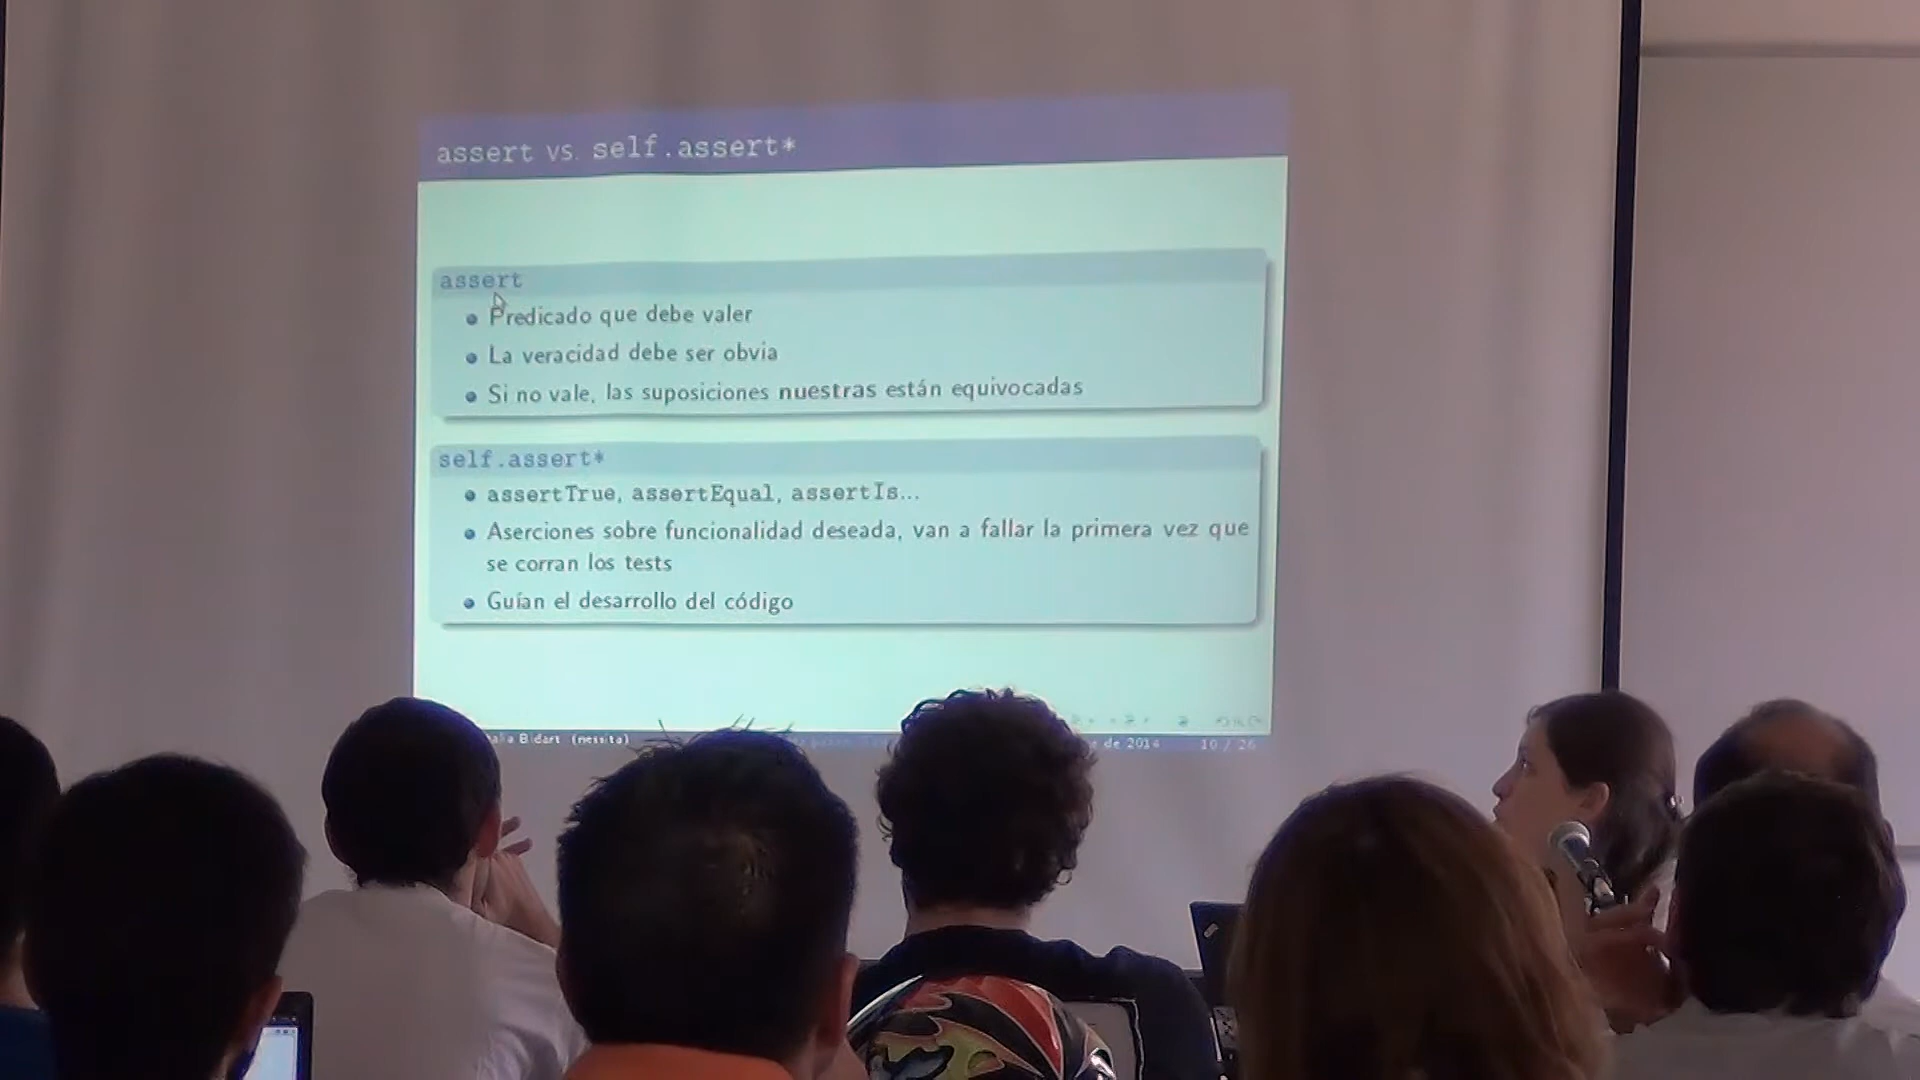 assert vs. self.assert*
assert
Predicado que debe valer
La veracidad debe ser obvia
Si no vale, las suposiciones nuestras están equivocadas
self.assert*
assertTrue, assertEqual, assertIs...
Aserciones sobre funcionalidad deseada, van a fallar la primera vez que
se corran los tests
Guían el desarrollo del código
Bidart (nessita) de 2014 10 / 26